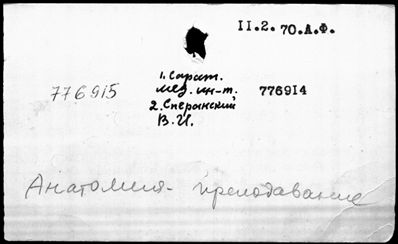 II.2. 70.А.Ф.
1. Сарат.
мед. ин-т.
776915
776914
2. Сперанский
В.И.
Анатомия - преподавание